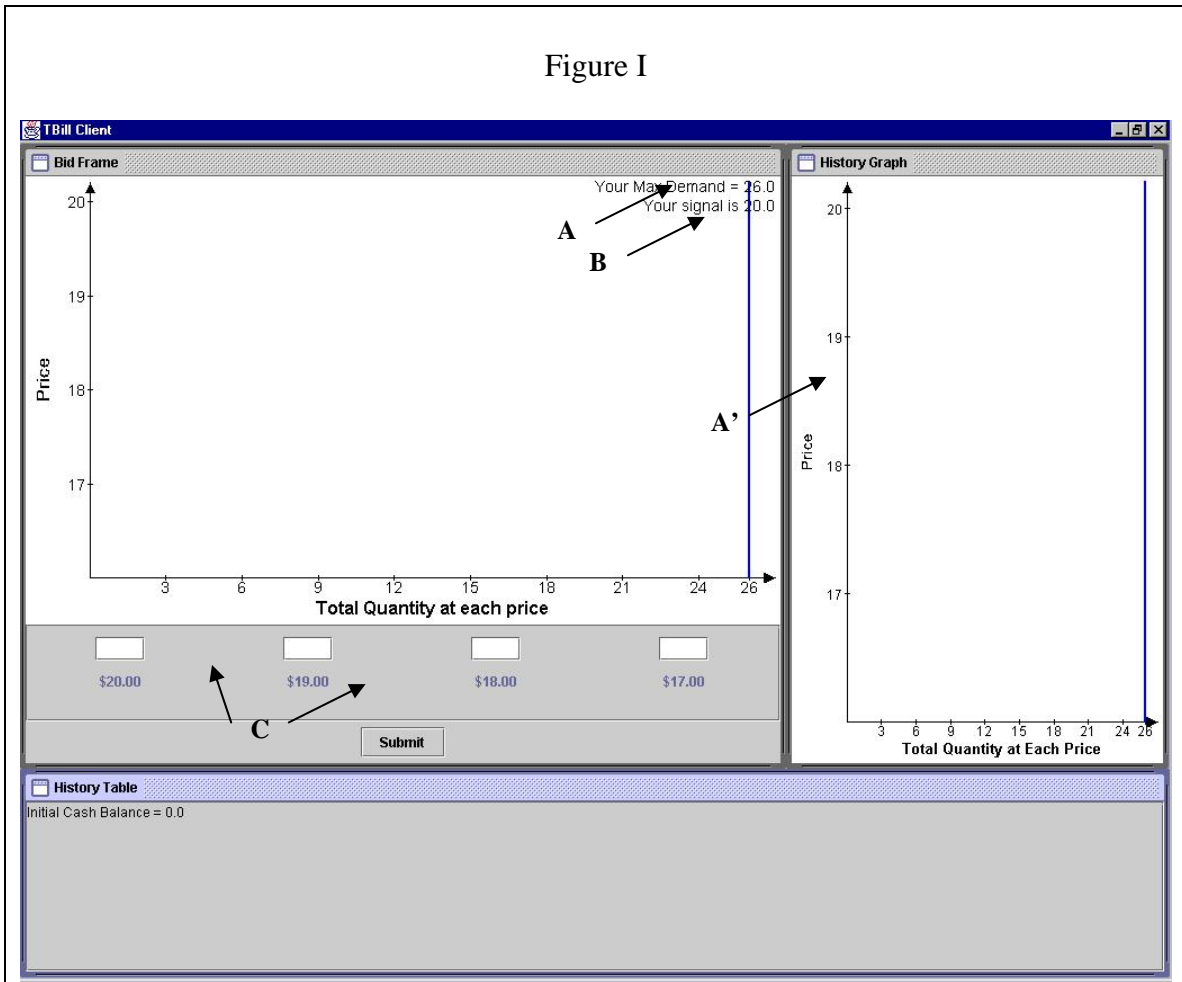 Figure I
TBill Client
Bid Frame
Your Max Demand = 26.0
Your signal is 20.0
A
B
20
19
18
17
Price
3 6 9 12 15 18 21 24 26
Total Quantity at each price
$20.00 $19.00 $18.00 $17.00
C
Submit
History Graph
20
19
A’
18
17
Price
3 6 9 12 15 18 21 24 26
Total Quantity at Each Price
History Table
Initial Cash Balance = 0.0